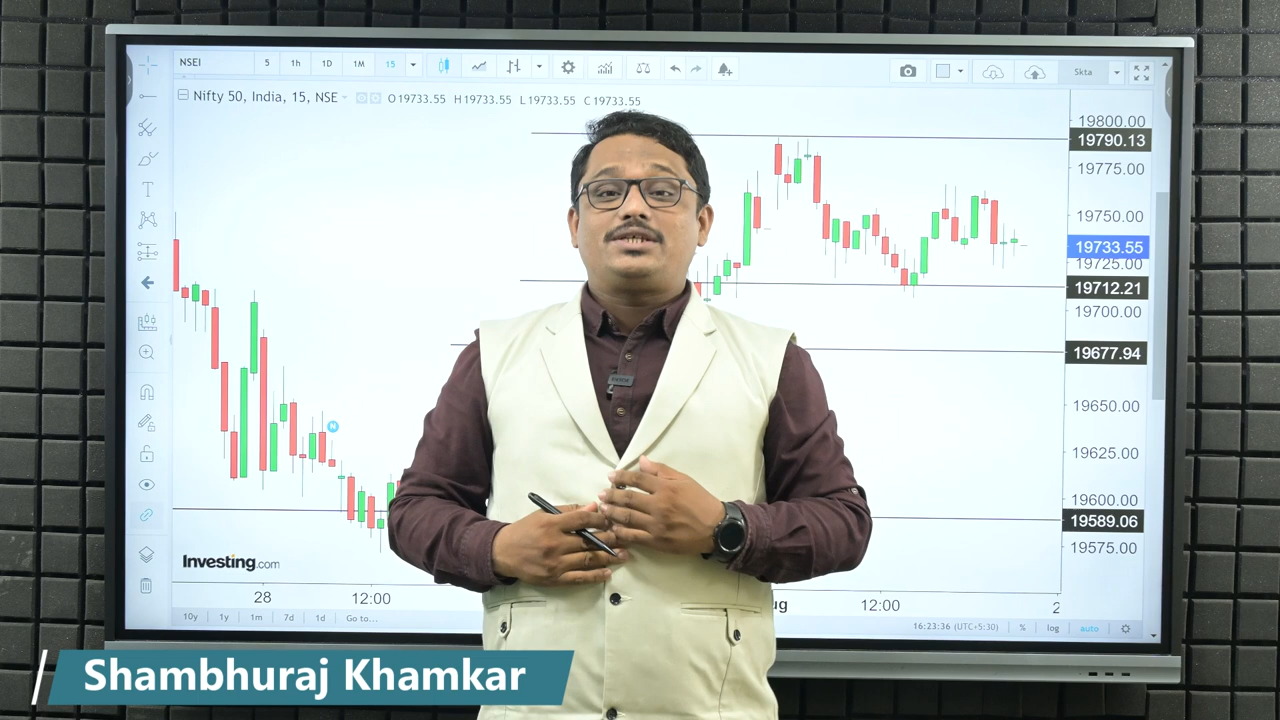 NSEI 5 1h 1D 1M 15 Skta
Nifty 50, India, 15, NSE O19733.55 H19733.55 L19733.55 C19733.55
19800.00
19790.13
19775.00
19750.00
19733.55
19725.00
19712.21
19700.00
19677.94
19650.00
19625.00
19600.00
19589.06
19575.00
T
N
Investing.com
28 12:00 ug 12:00 2
10y 1y 1m 7d 1d Go to... 16:23:36 (UTC+5:30) % log auto
Shambhuraj Khamkar